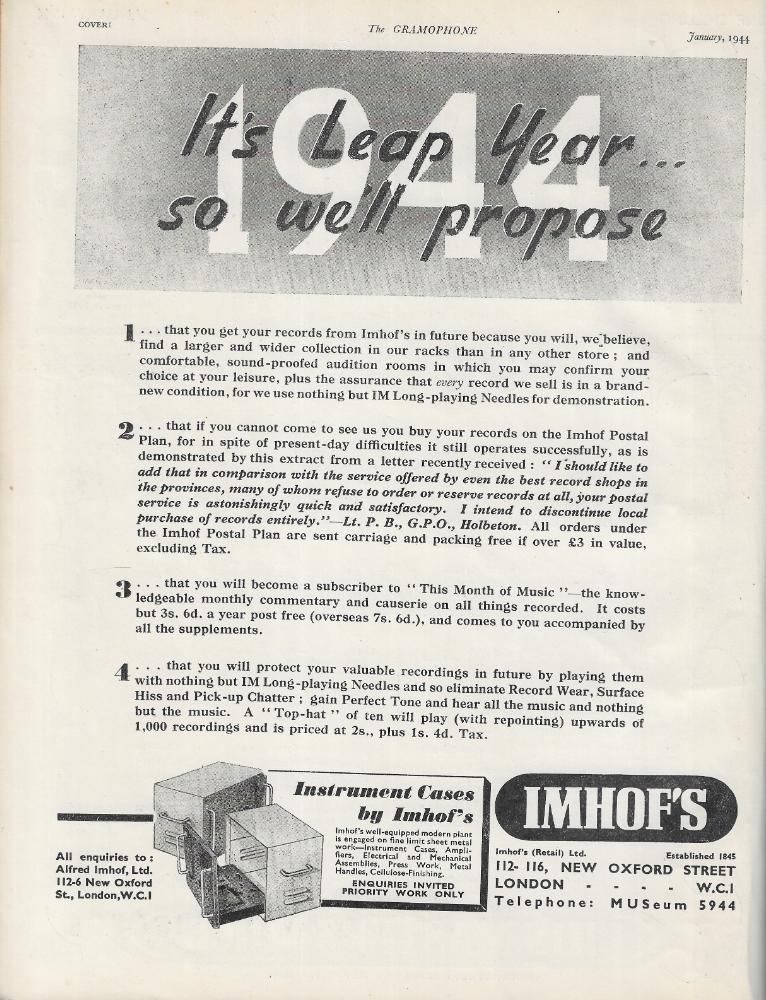 COVER I
The GRAMOPHONE
January, 1944
1944
It's Leap Year...
so we'll propose
1 . . . that you get your records from Imhof's in future because you will, we believe,
find a larger and wider collection in our racks than in any other store ; and
comfortable, sound-proofed audition rooms in which you may confirm your
choice at your leisure, plus the assurance that every record we sell is in a brand-
new condition, for we use nothing but IM Long-playing Needles for demonstration.
2 . . . that if you cannot come to see us you buy your records on the Imhof Postal
Plan, for in spite of present-day difficulties it still operates successfully, as is
demonstrated by this extract from a letter recently received : " I should like to
add that in comparison with the service offered by even the best record shops in
the provinces, many of whom refuse to order or reserve records at all, your postal
service is astonishingly quick and satisfactory. I intend to discontinue local
purchase of records entirely."—Lt. P. B., G.P.O., Holbeton. All orders under
the Imhof Postal Plan are sent carriage and packing free if over £3 in value,
excluding Tax.
3 . . . that you will become a subscriber to " This Month of Music "—the know-
ledgeable monthly commentary and causerie on all things recorded. It costs
but 3s. 6d. a year post free (overseas 7s. 6d.), and comes to you accompanied by
all the supplements.
4 . . . that you will protect your valuable recordings in future by playing them
with nothing but IM Long-playing Needles and so eliminate Record Wear, Surface
Hiss and Pick-up Chatter ; gain Perfect Tone and hear all the music and nothing
but the music. A " Top-hat " of ten will play (with repointing) upwards of
1,000 recordings and is priced at 2s., plus 1s. 4d. Tax.
All enquiries to :
Alfred Imhof, Ltd.
112-6 New Oxford
St., London, W.C.1
Instrument Cases
by Imhof's
Imhof's well-equipped modern plant
is engaged on fine limit sheet metal
work—Instrument Cases, Ampli-
fiers, Electrical and Mechanical
Assemblies, Press Work, Metal
Handles, Cellulose-Finishing.
ENQUIRIES INVITED
PRIORITY WORK ONLY
IMHOF'S
Imhof's (Retail) Ltd. Established 1845
112- 116, NEW OXFORD STREET
LONDON - - - - W.C.1
Telephone: MUSeum 5944